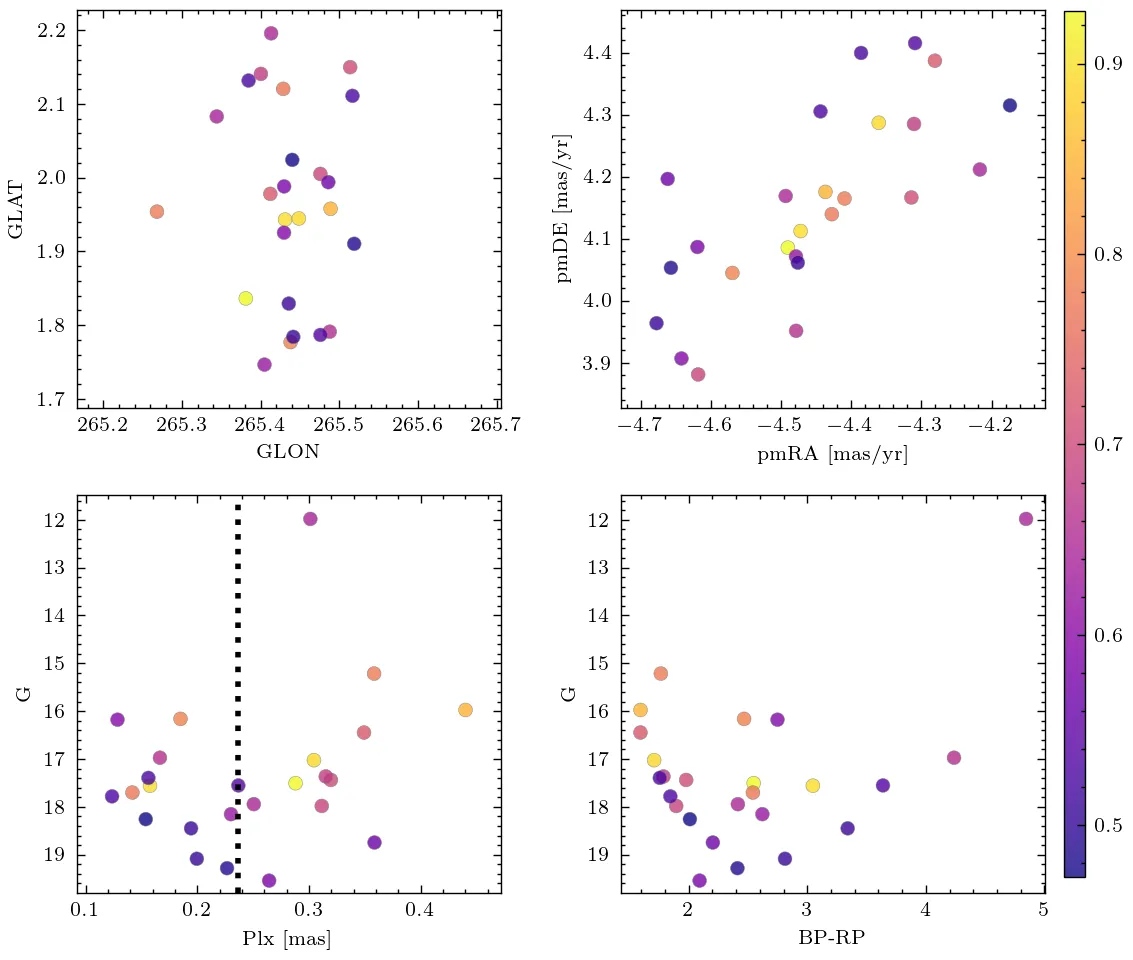 2.2
2.1
2.0
1.9
1.8
1.7
GLAT
265.2 265.3 265.4 265.5 265.6 265.7
GLON
4.4
4.3
4.2
4.1
4.0
3.9
pmDE [mas/yr]
−4.7 −4.6 −4.5 −4.4 −4.3 −4.2
pmRA [mas/yr]
0.9
0.8
0.7
0.6
0.5
12
13
14
15
16
17
18
19
G
0.1 0.2 0.3 0.4
Plx [mas]
12
13
14
15
16
17
18
19
G
2 3 4 5
BP-RP